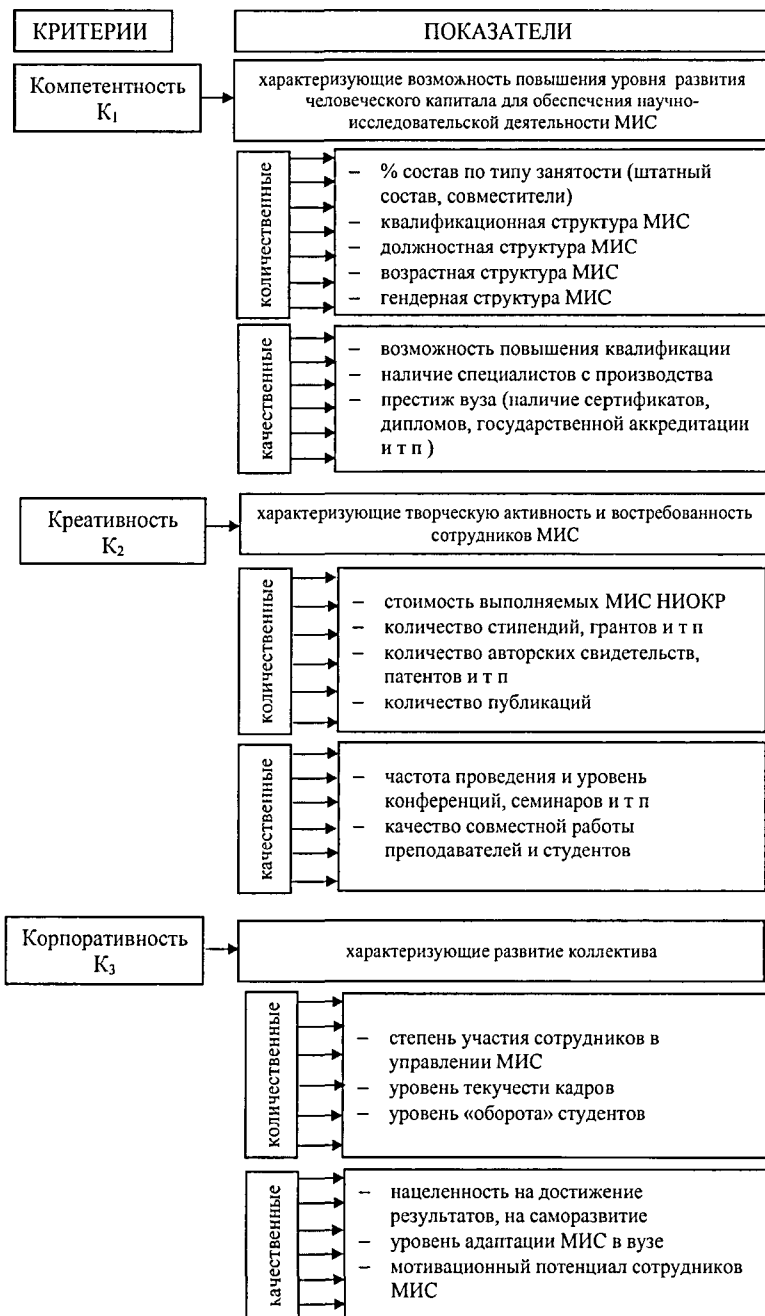 КРИТЕРИИ
ПОКАЗАТЕЛИ
Компетентность
К₁
характеризующие возможность повышения уровня развития
человеческого капитала для обеспечения научно-
исследовательской деятельности МИС
количественные
– % состав по типу занятости (штатный
состав, совместители)
– квалификационная структура МИС
– должностная структура МИС
– возрастная структура МИС
– гендерная структура МИС
качественные
– возможность повышения квалификации
– наличие специалистов с производства
– престиж вуза (наличие сертификатов,
дипломов, государственной аккредитации
и т п )
Креативность
К₂
характеризующие творческую активность и востребованность
сотрудников МИС
количественные
– стоимость выполняемых МИС НИОКР
– количество стипендий, грантов и т п
– количество авторских свидетельств,
патентов и т п
– количество публикаций
качественные
– частота проведения и уровень
конференций, семинаров и т п
– качество совместной работы
преподавателей и студентов
Корпоративность
К₃
характеризующие развитие коллектива
количественные
– степень участия сотрудников в
управлении МИС
– уровень текучести кадров
– уровень «оборота» студентов
качественные
– нацеленность на достижение
результатов, на саморазвитие
– уровень адаптации МИС в вузе
– мотивационный потенциал сотрудников
МИС